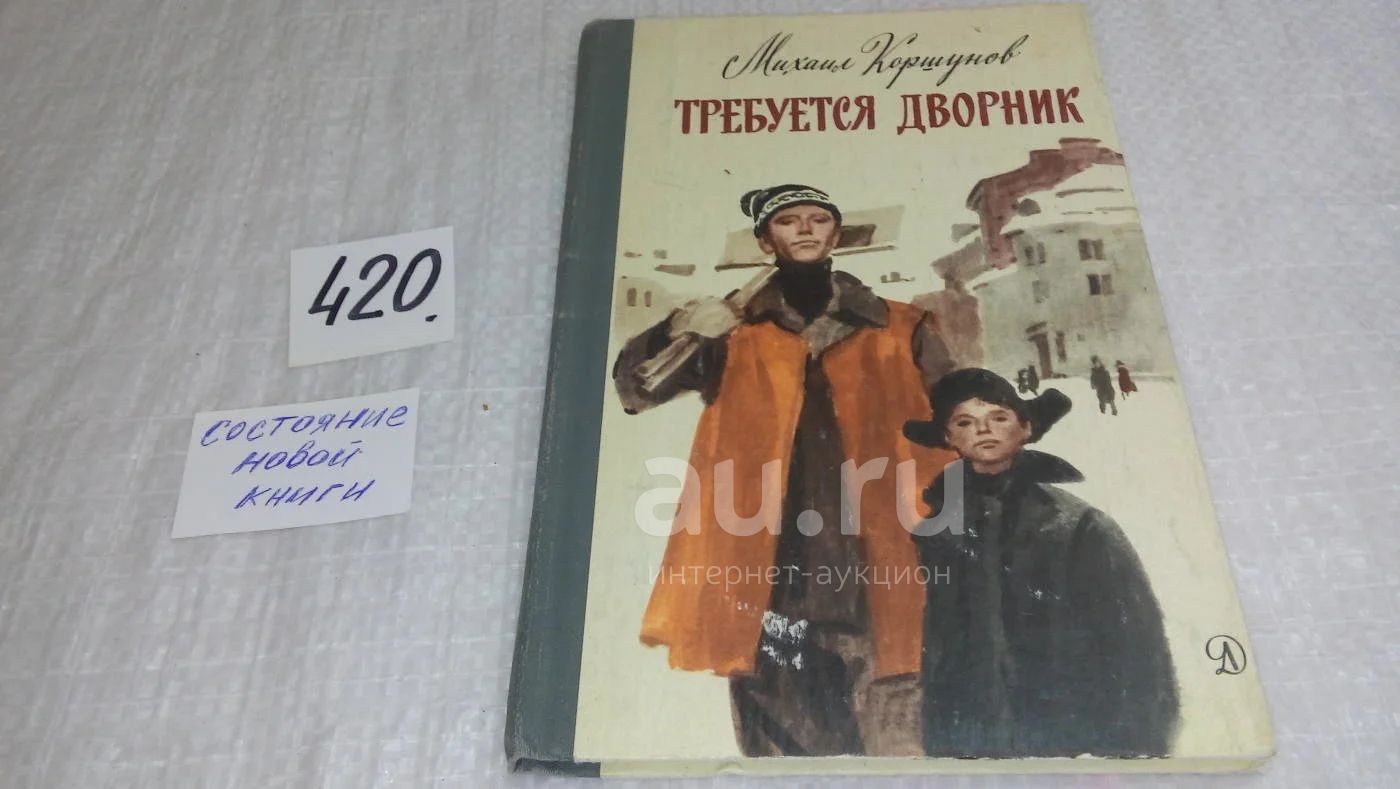 Михаил Коршунов
ТРЕБУЕТСЯ ДВОРНИК
420.
состояние
новой
книги
au.ru
интернет-аукцион
Д